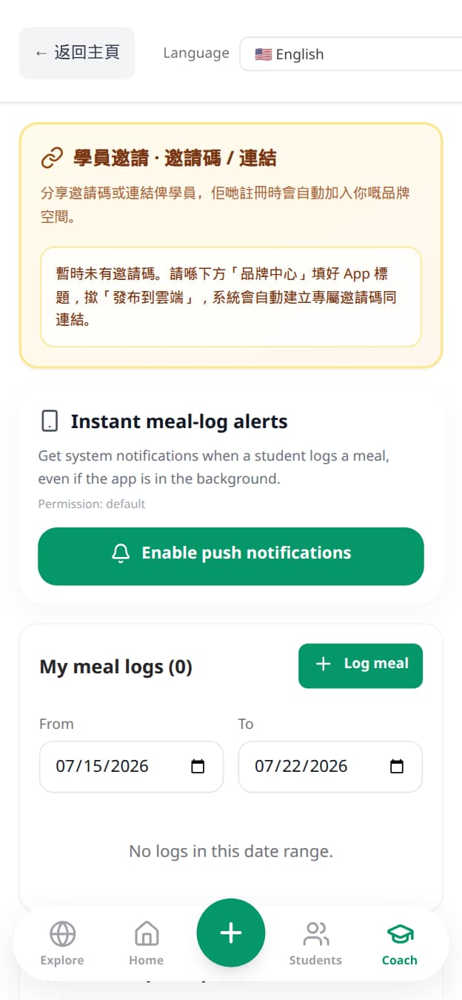 ← 返回主頁
Language
🇺🇸 English
學員邀請 · 邀請碼 / 連結
分享邀請碼或連結俾學員，佢哋註冊時會自動加入你嘅品牌
空間。
暫時未有邀請碼。請喺下方「品牌中心」填好 App 標
題，撳「發布到雲端」，系統會自動建立專屬邀請碼同
連結。
Instant meal-log alerts
Get system notifications when a student logs a meal,
even if the app is in the background.
Permission: default
Enable push notifications
My meal logs (0)
Log meal
From
To
07/15/2026
07/22/2026
No logs in this date range.
Explore
Home
Students
Coach